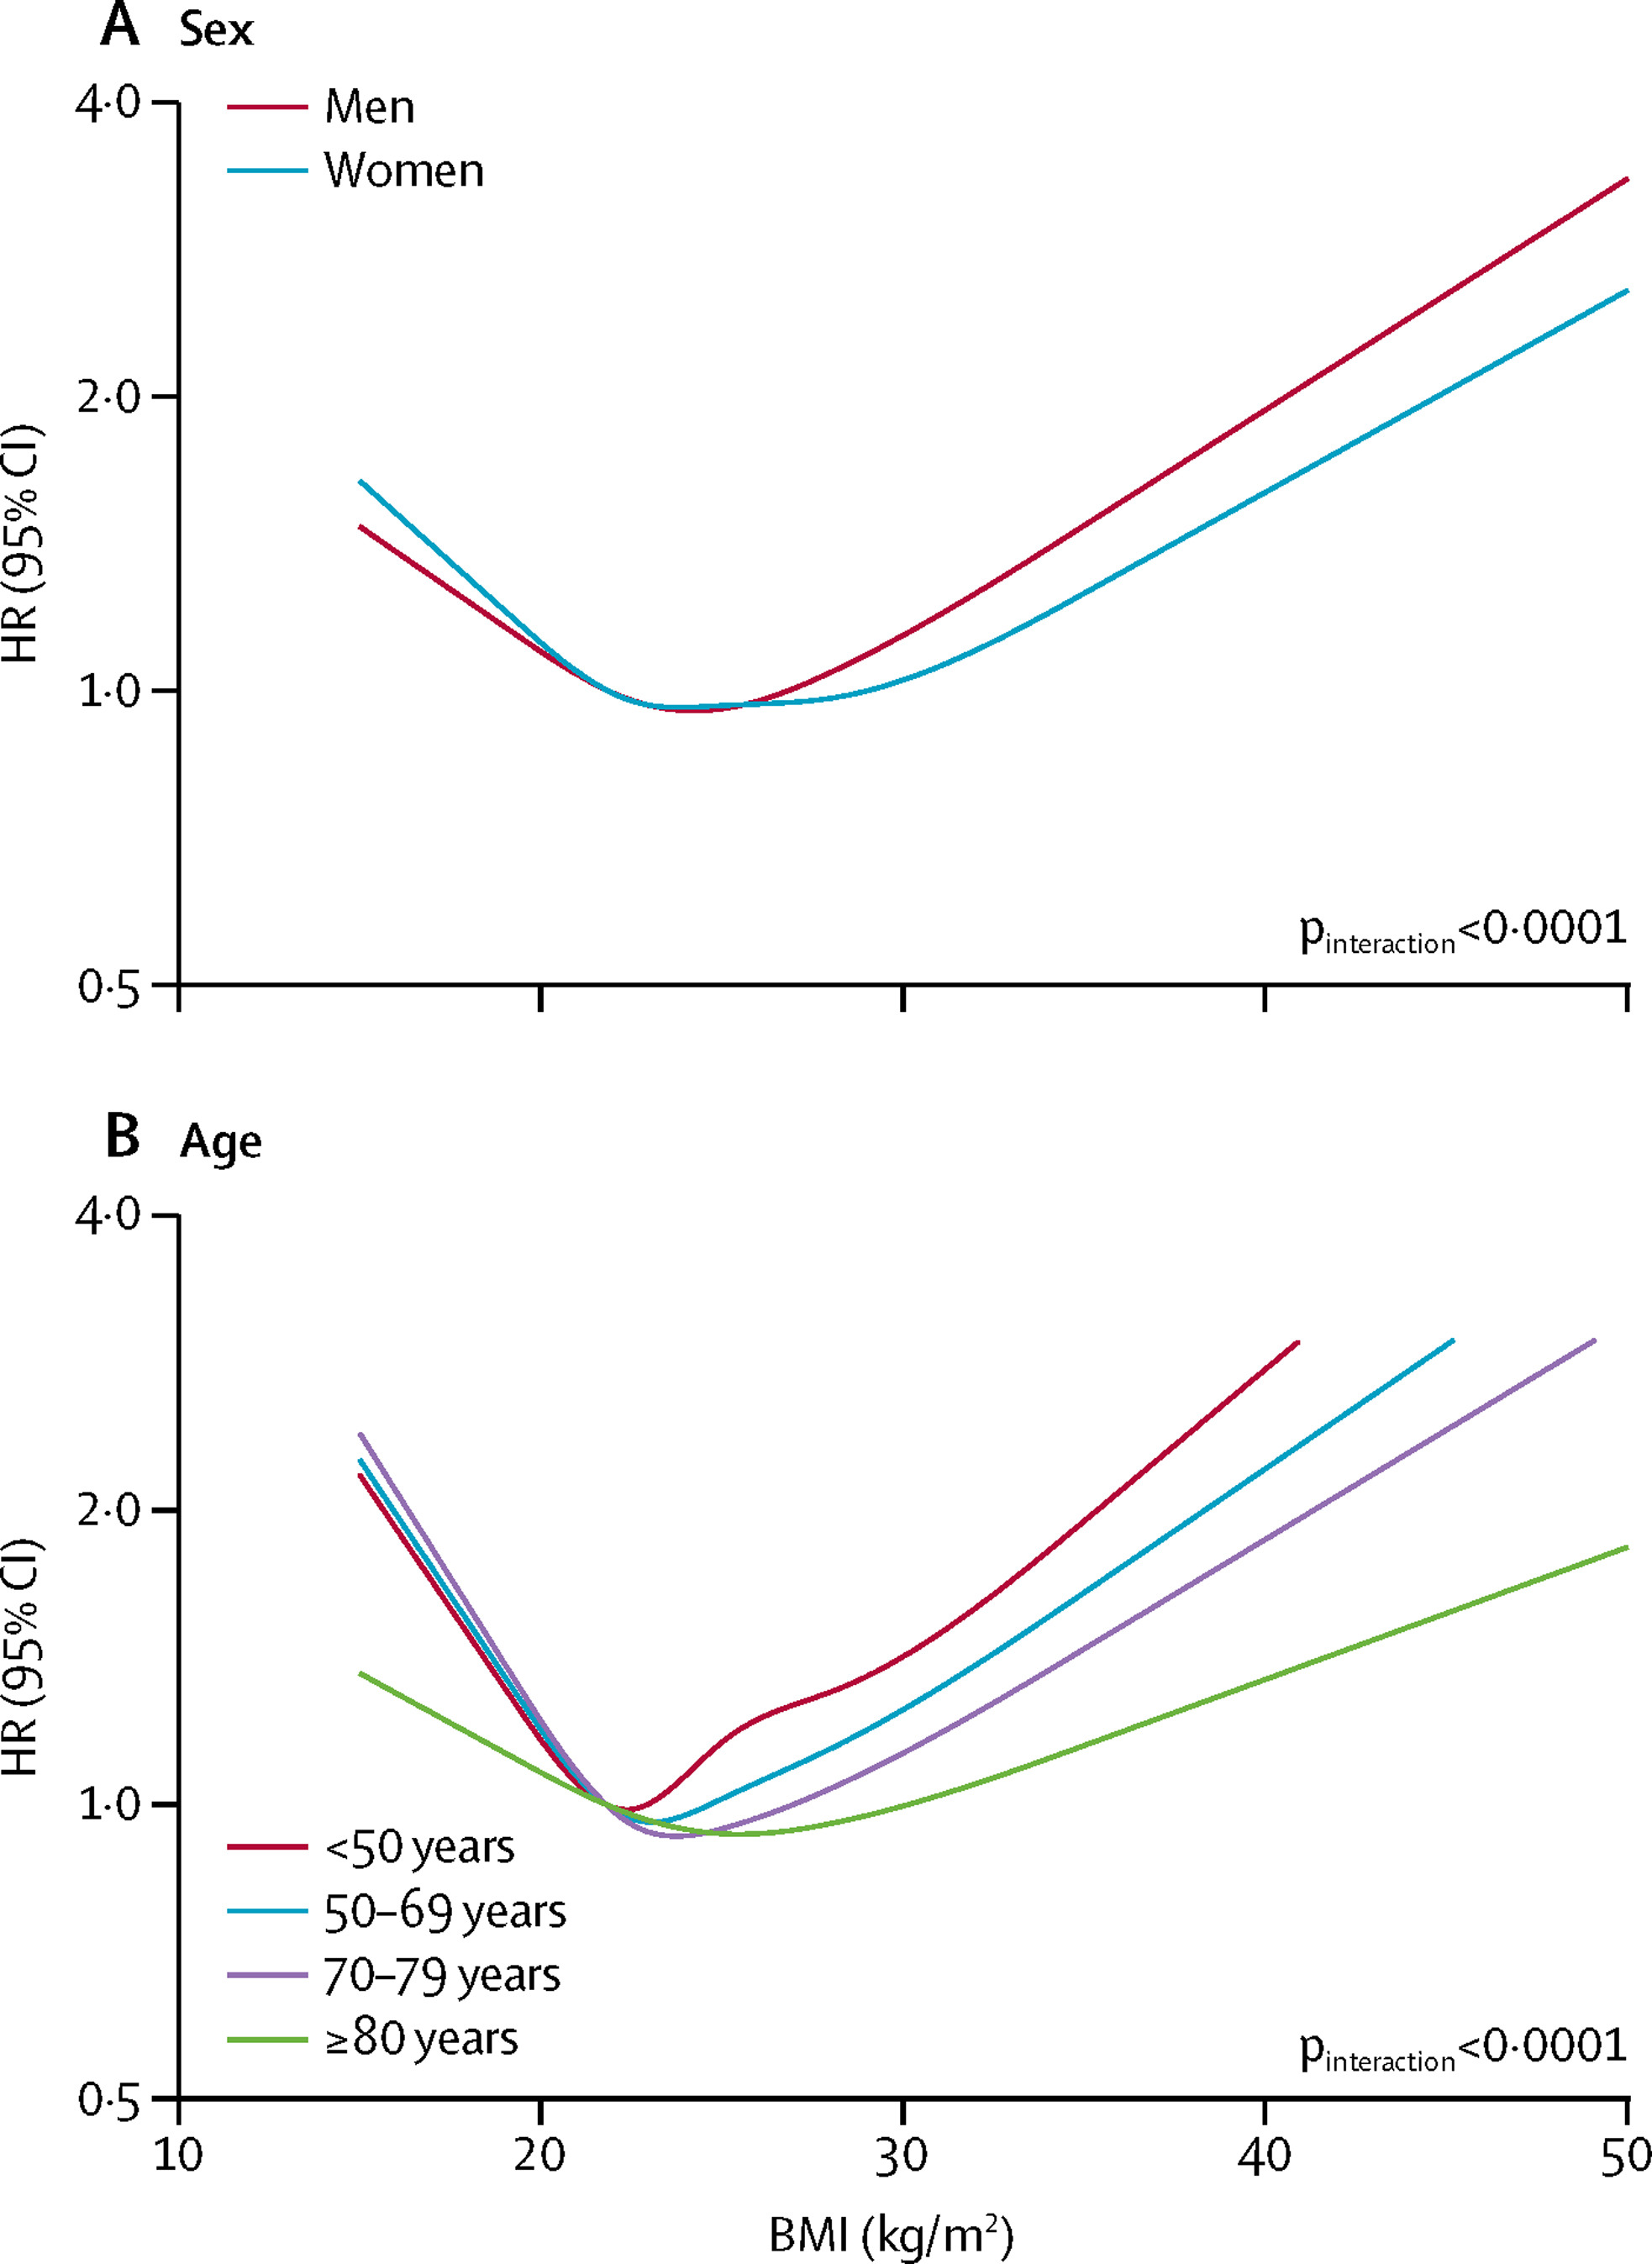 A Sex
4·0
Men
Women
2·0
HR (95% CI)
1·0
pinteraction<0·0001
0·5
B Age
4·0
2·0
HR (95% CI)
1·0
<50 years
50–69 years
70–79 years
≥80 years
pinteraction<0·0001
0·5
10 20 30 40 50
BMI (kg/m²)